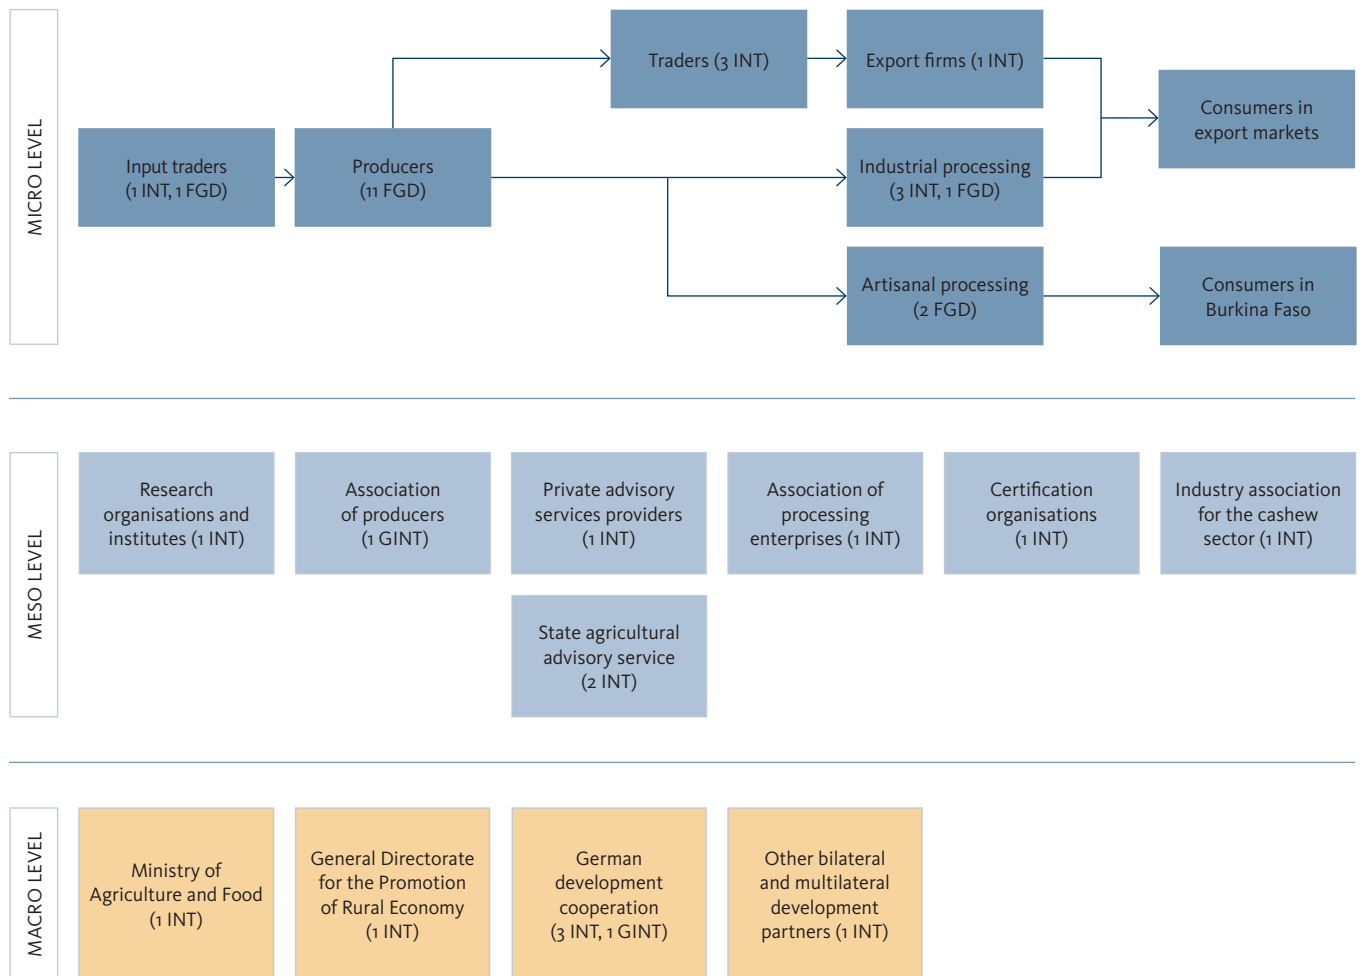 MICRO LEVEL
Traders (3 INT)
Export firms (1 INT)
Consumers in
export markets
Input traders
(1 INT, 1 FGD)
Producers
(11 FGD)
Industrial processing
(3 INT, 1 FGD)
Artisanal processing
(2 FGD)
Consumers in
Burkina Faso
MESO LEVEL
Research
organisations and
institutes (1 INT)
Association
of producers
(1 GINT)
Private advisory
services providers
(1 INT)
Association of
processing
enterprises (1 INT)
Certification
organisations
(1 INT)
Industry association
for the cashew
sector (1 INT)
State agricultural
advisory service
(2 INT)
MACRO LEVEL
Ministry of
Agriculture and Food
(1 INT)
General Directorate
for the Promotion
of Rural Economy
(1 INT)
German
development
cooperation
(3 INT, 1 GINT)
Other bilateral
and multilateral
development
partners (1 INT)